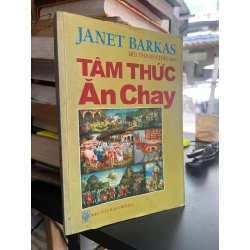 JANET BARKAS
TÂM THỨC
Ăn Chay